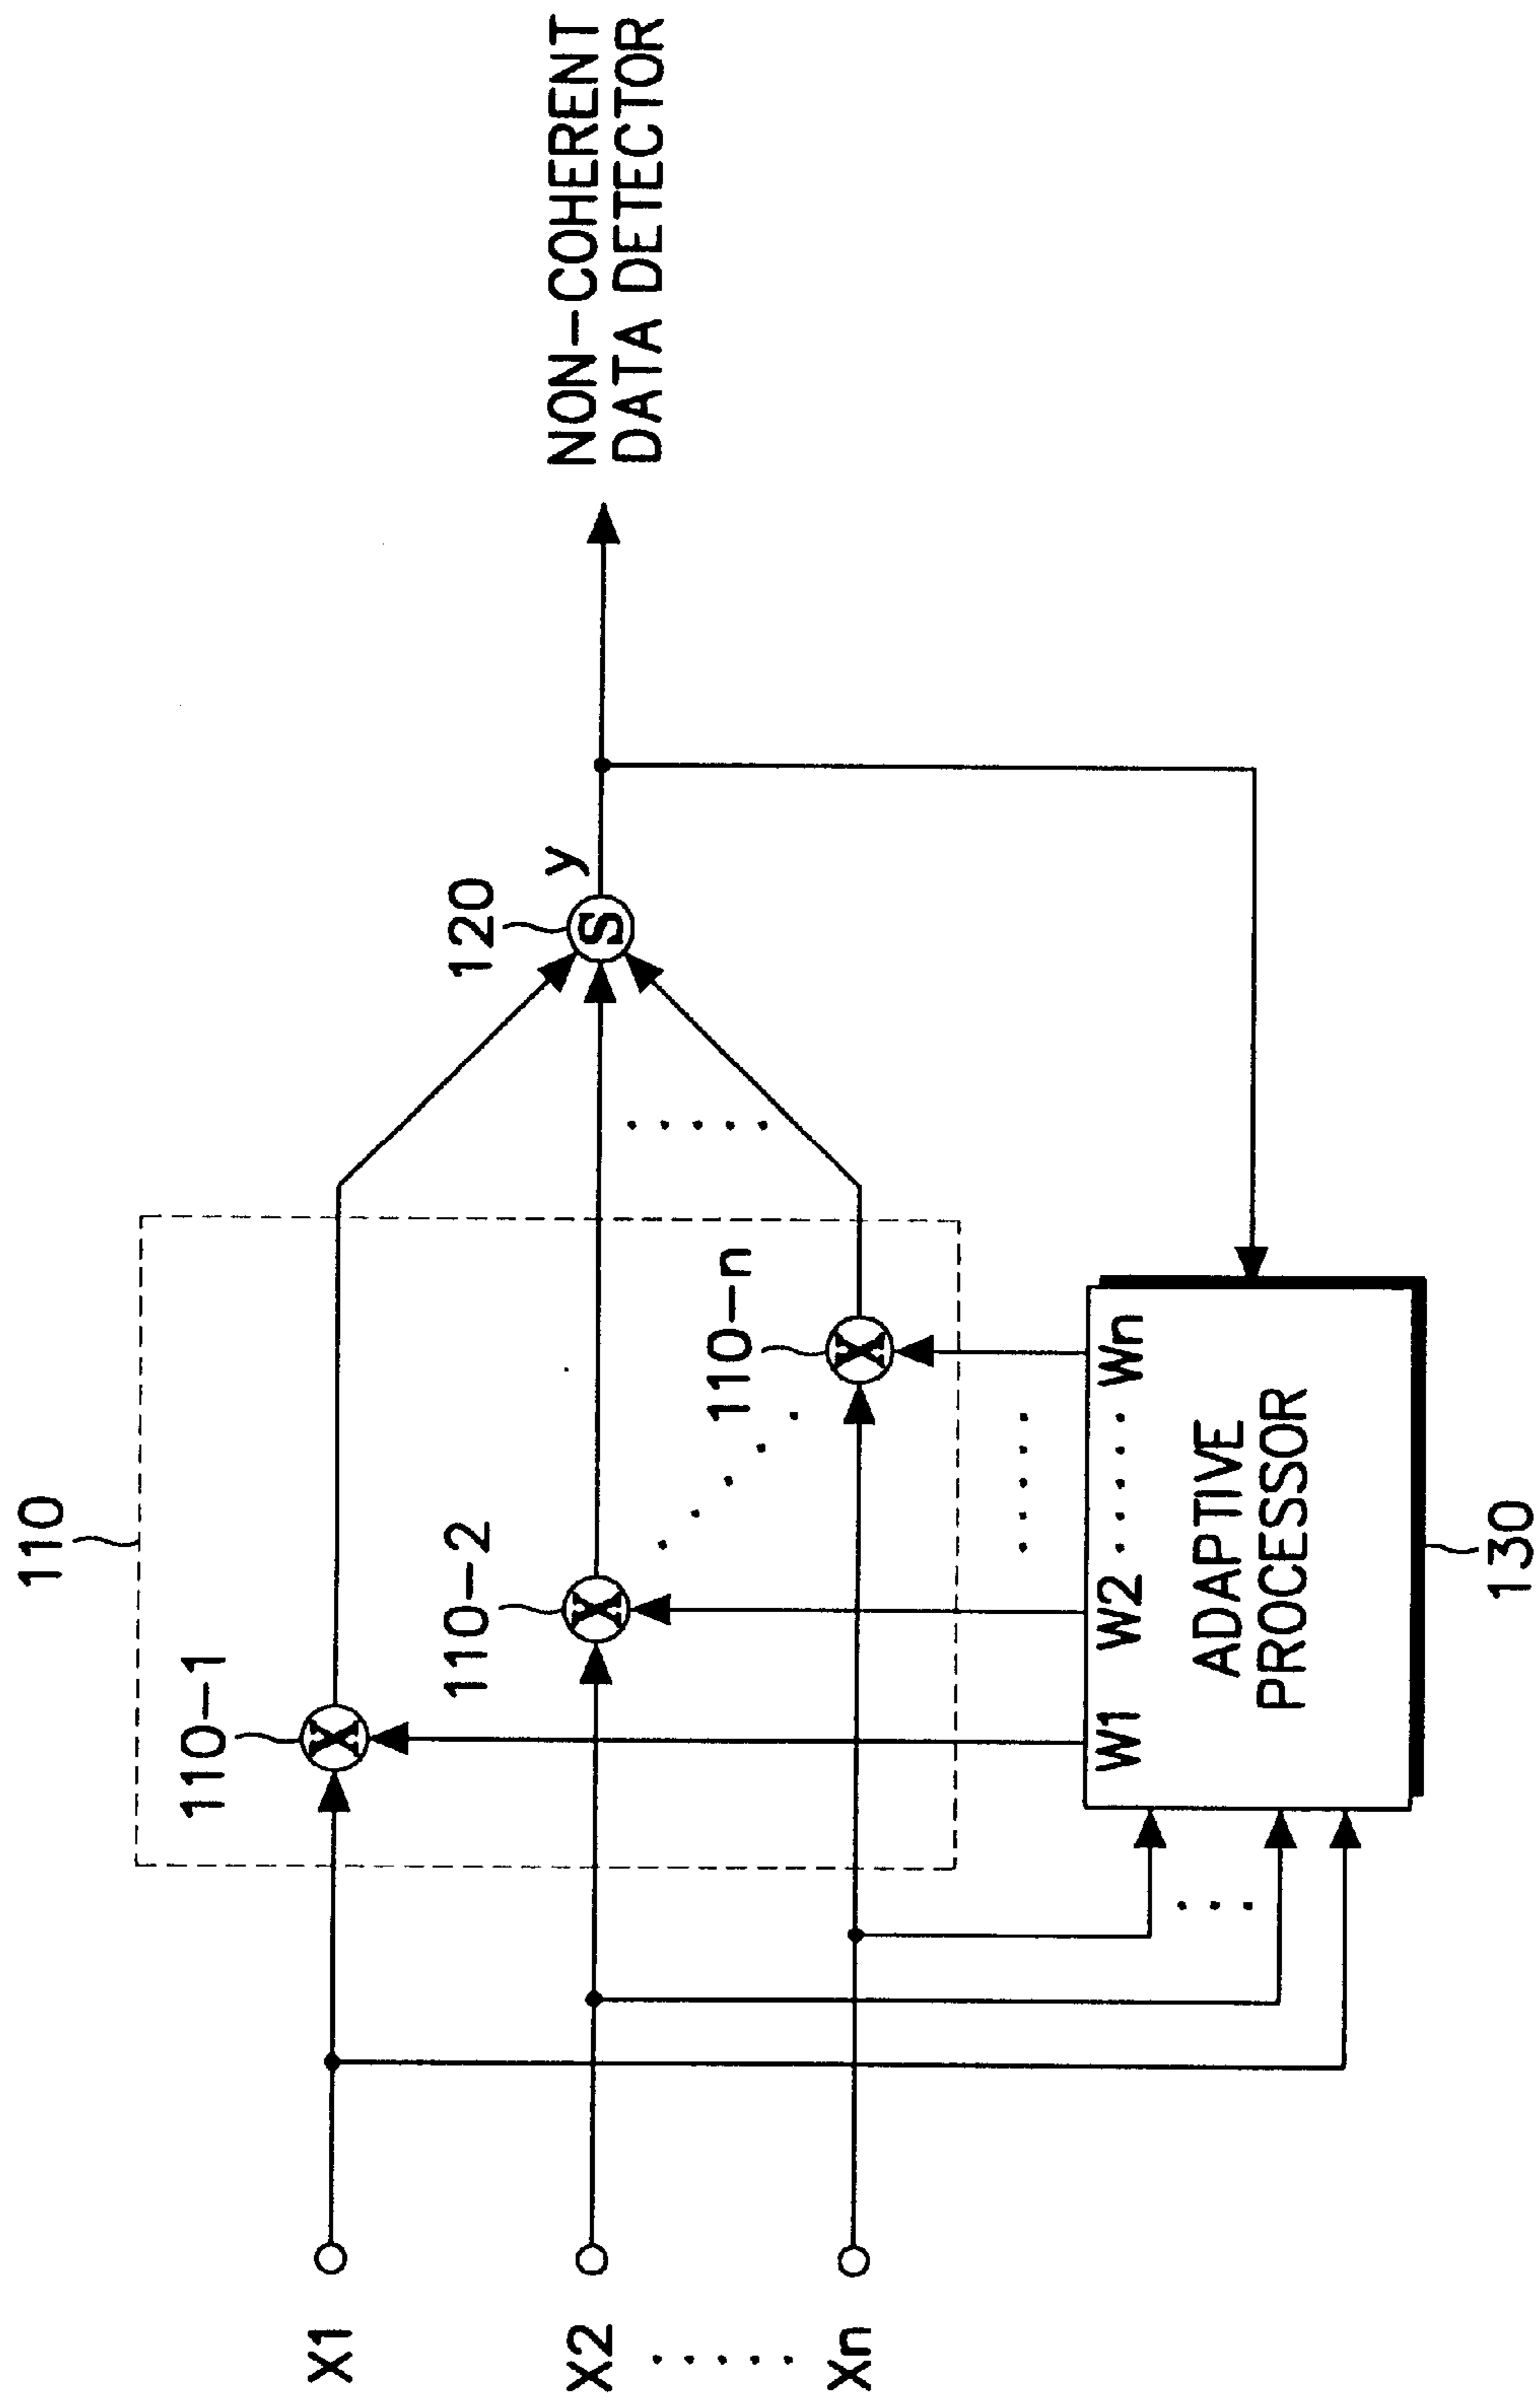 110
110-1
X1
110-2
120
y
NON-COHERENT
DATA DETECTOR
X
X
S
X2
.....
110-n
X
Xn
.....
W1 W2 ..... Wn
ADAPTIVE
PROCESSOR
130